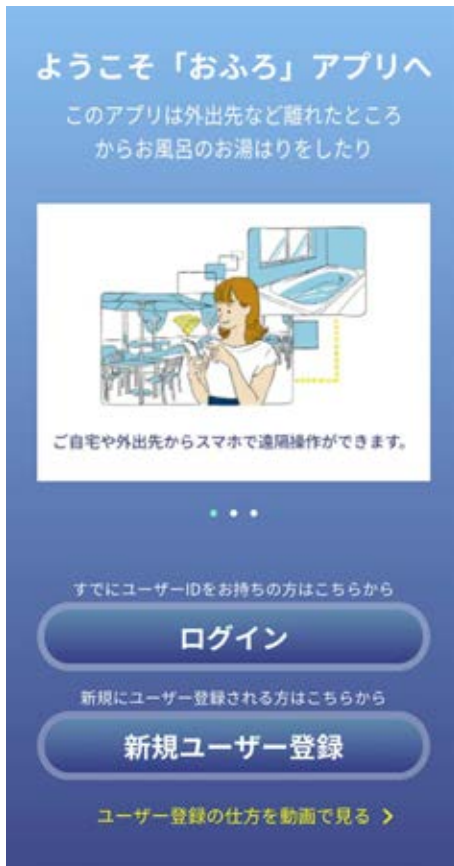 ようこそ「おふろ」アプリへ
このアプリは外出先など離れたところ
からお風呂のお湯はりをしたり
ご自宅や外出先からスマホで遠隔操作ができます。
すでにユーザーIDをお持ちの方はこちらから
ログイン
新規にユーザー登録される方はこちらから
新規ユーザー登録
ユーザー登録の仕方を動画で見る